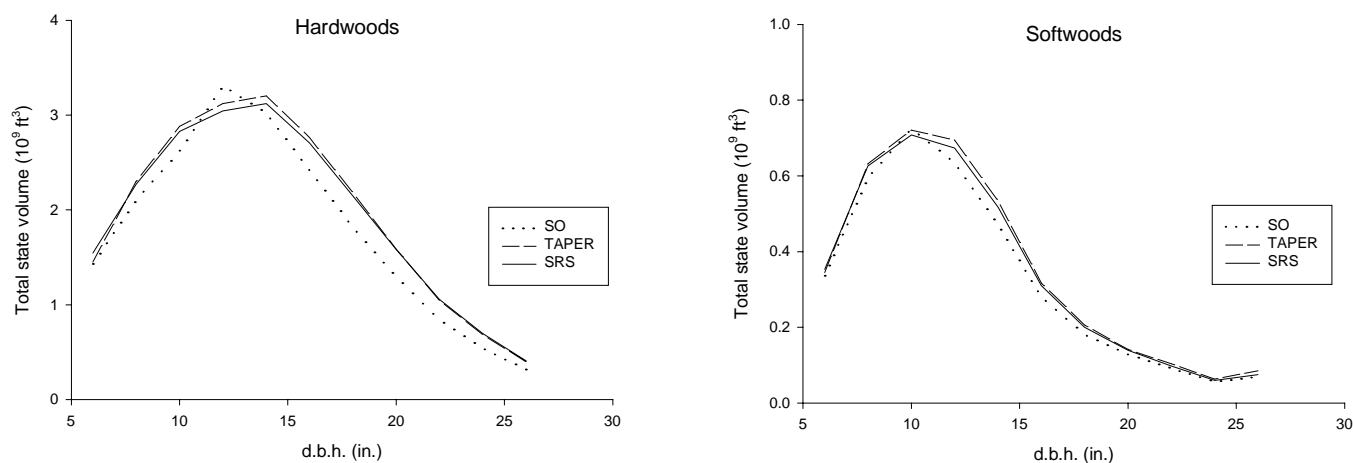 Hardwoods
Total state volume (10⁹ ft³)
4
3
2
1
0
5 10 15 20 25 30
d.b.h. (in.)
SO
TAPER
SRS
Softwoods
Total state volume (10⁹ ft³)
1.0
0.8
0.6
0.4
0.2
0.0
5 10 15 20 25 30
d.b.h. (in.)
SO
TAPER
SRS